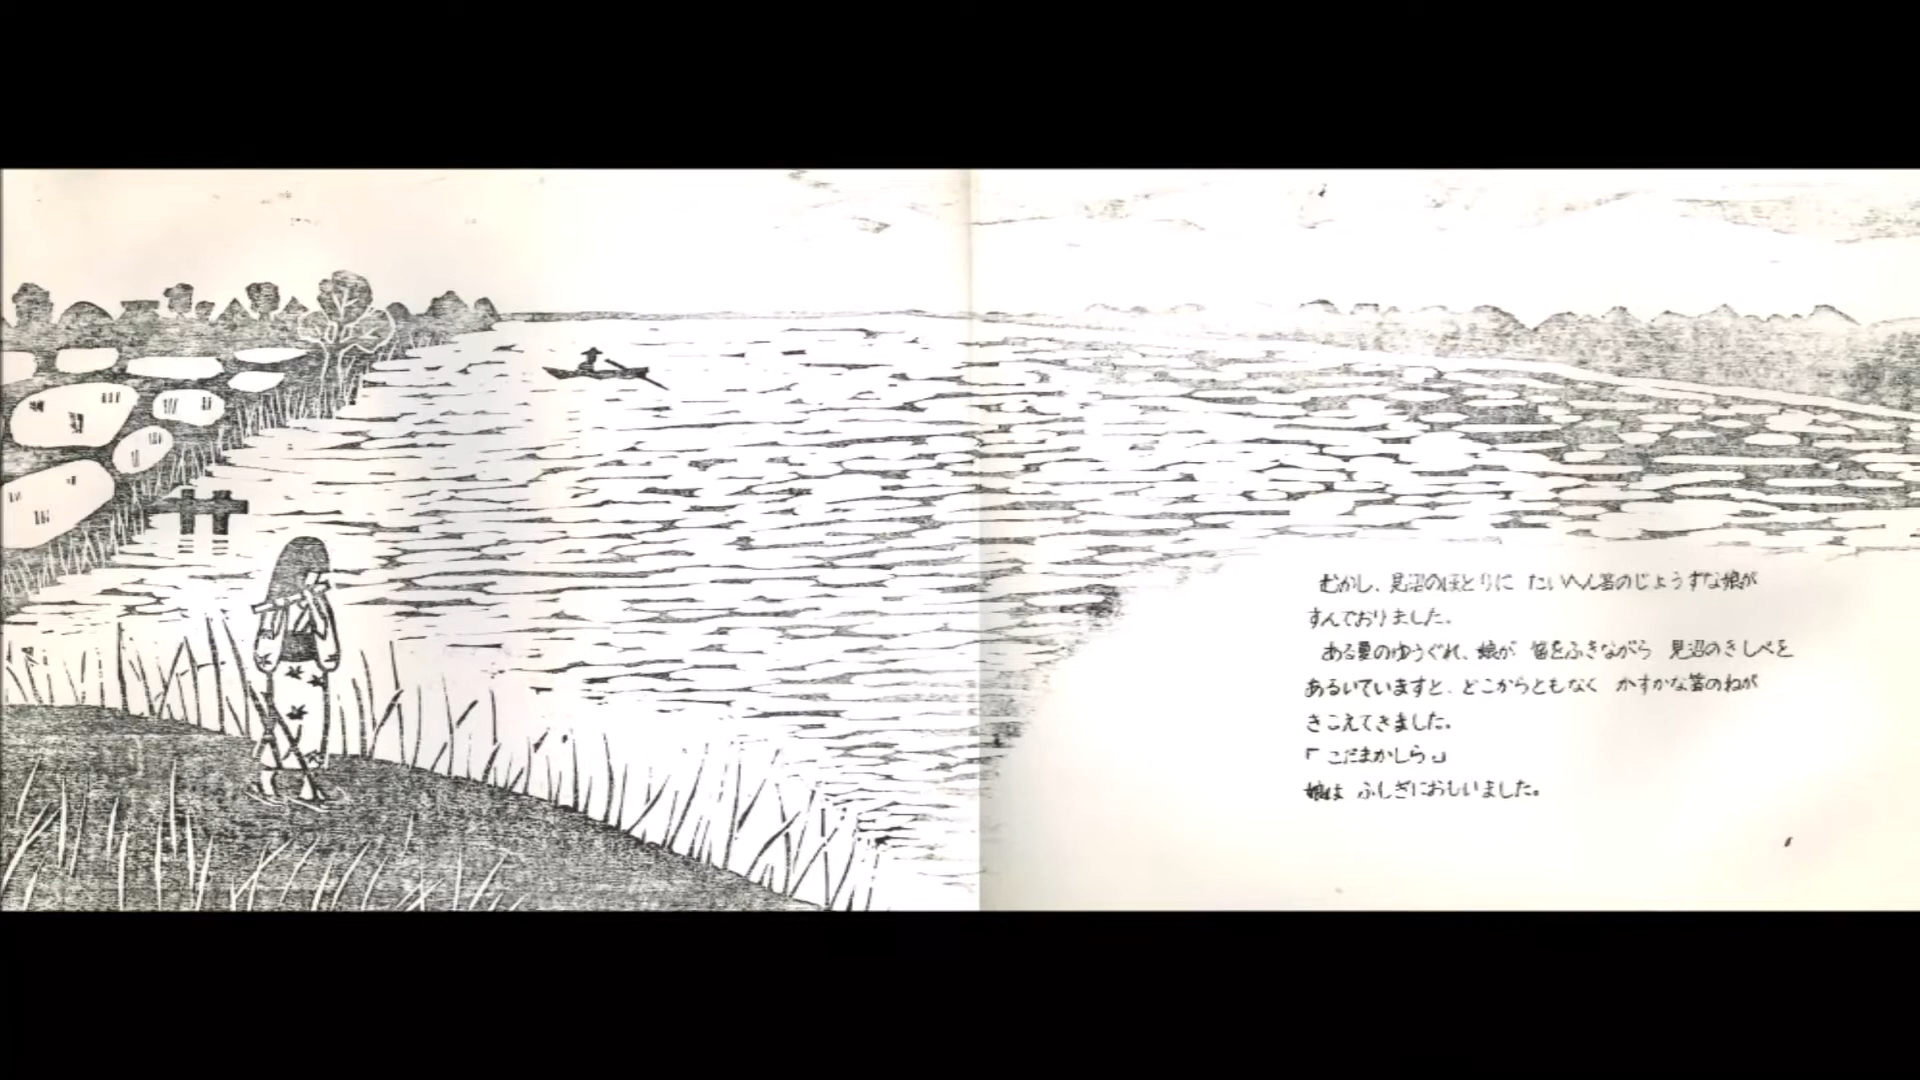 むかし、見沼のほとりに たいへん笛のじょうずな娘が
すんでおりました。
ある夏のゆうぐれ、娘が 笛をふきながら 見沼のきしべを
あるいていますと、どこからともなく かすかな笛のねが
きこえてきました。
「こだまかしら」
娘は ふしぎにおもいました。